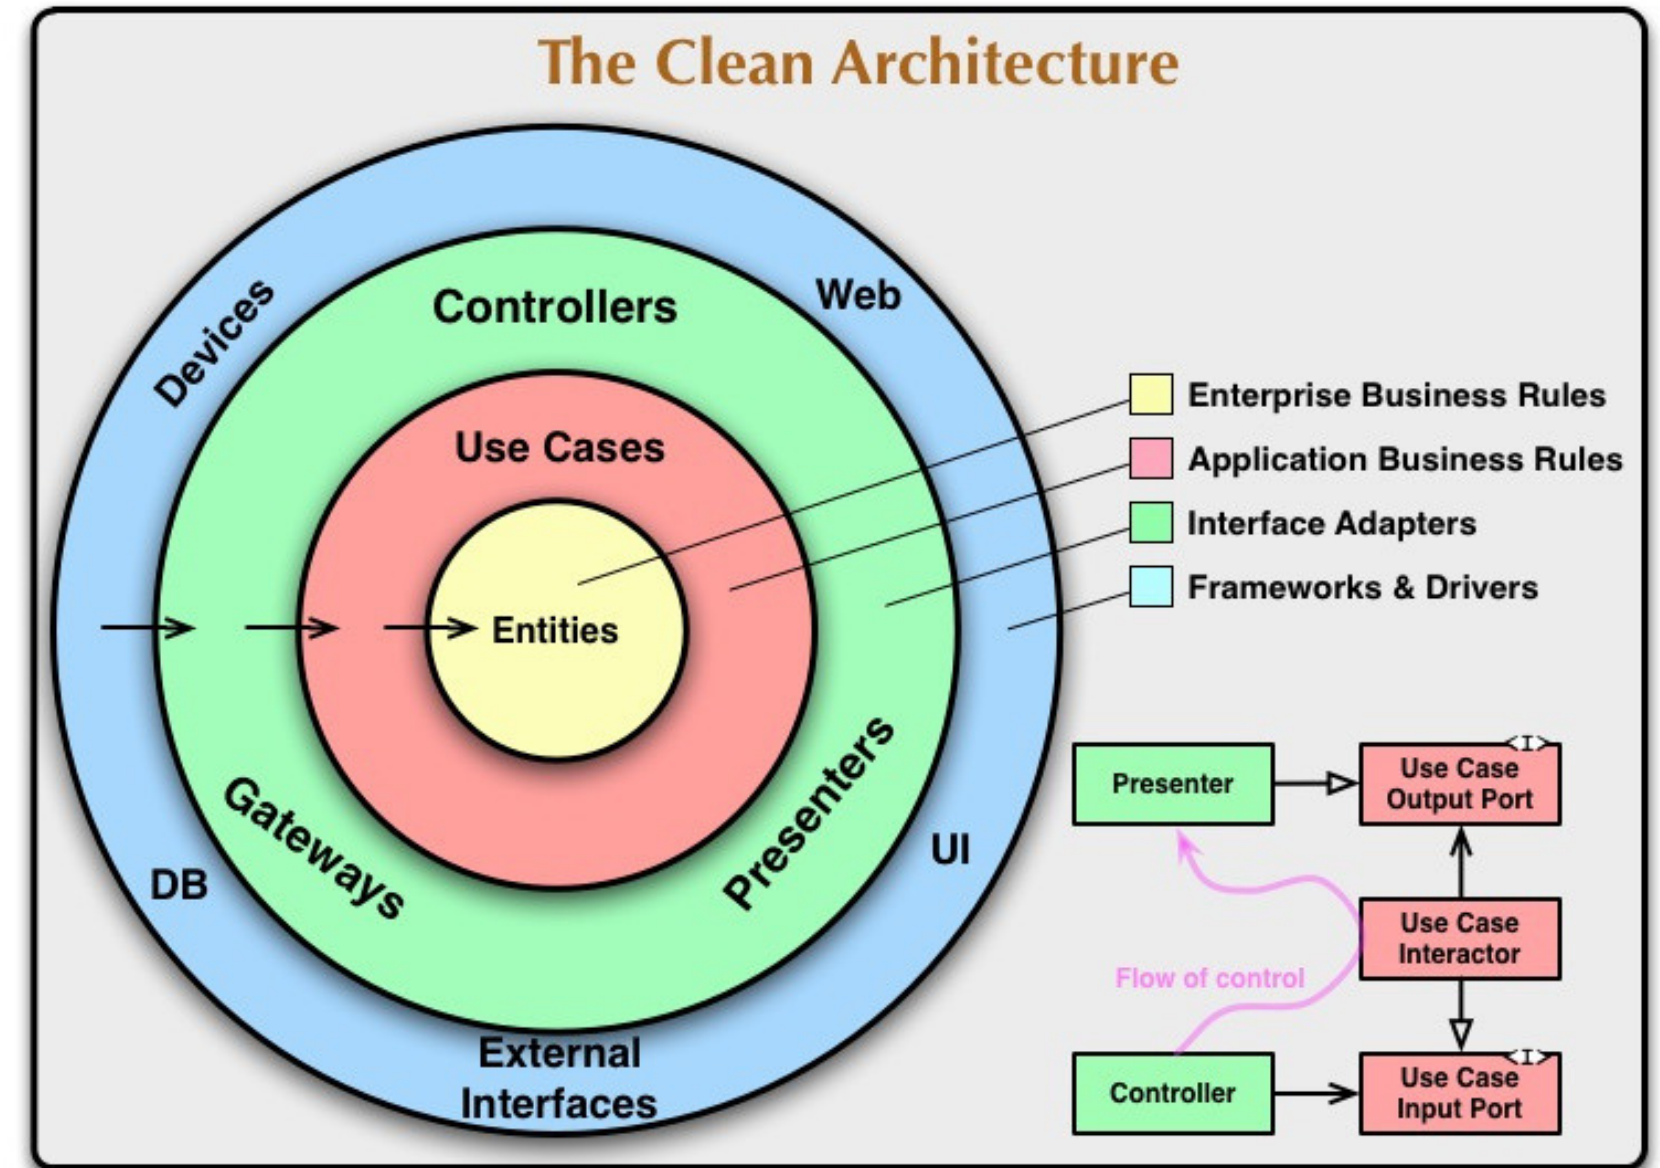 The Clean Architecture
Devices
Web
Controllers
Use Cases
Entities
Gateways
Presenters
DB
UI
External
Interfaces
Enterprise Business Rules
Application Business Rules
Interface Adapters
Frameworks & Drivers
Presenter
<I>
Use Case
Output Port
Use Case
Interactor
Flow of control
Controller
<I>
Use Case
Input Port